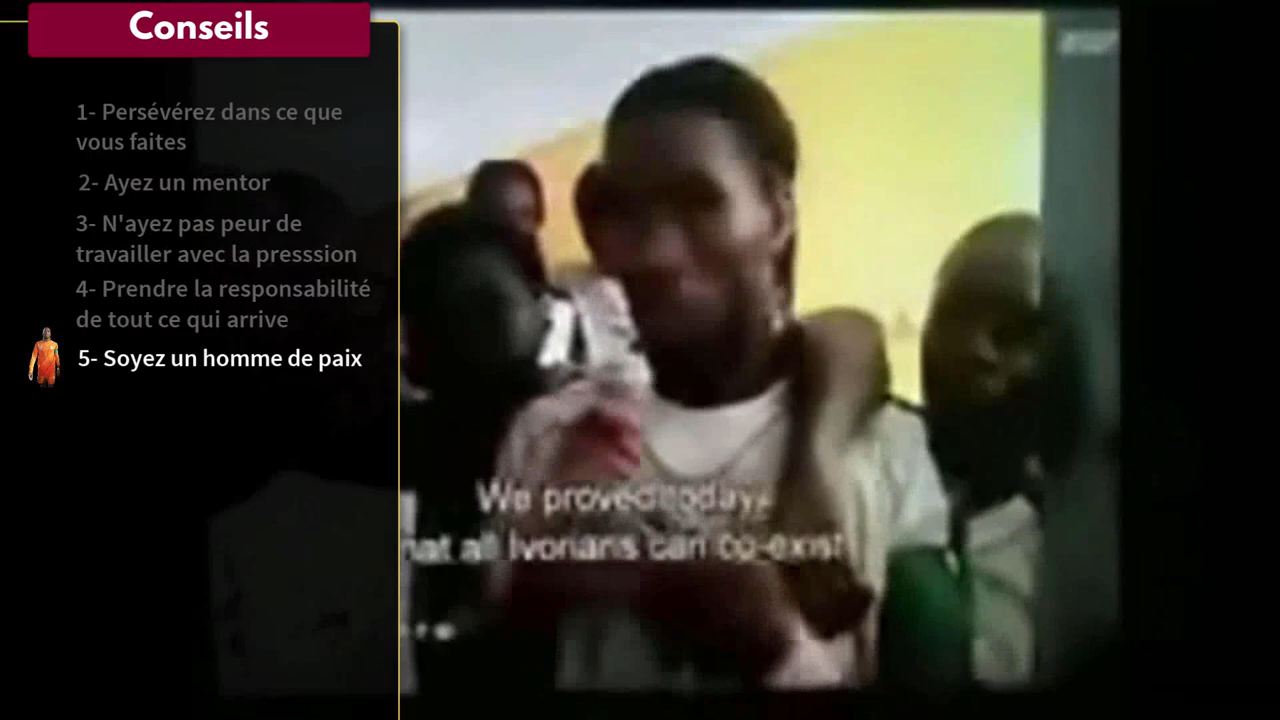 Conseils
1- Persévérez dans ce que
vous faites
2- Ayez un mentor
3- N'ayez pas peur de
travailler avec la presssion
4- Prendre la responsabilité
de tout ce qui arrive
5- Soyez un homme de paix
We proved today
hat all Ivorians can co-exist